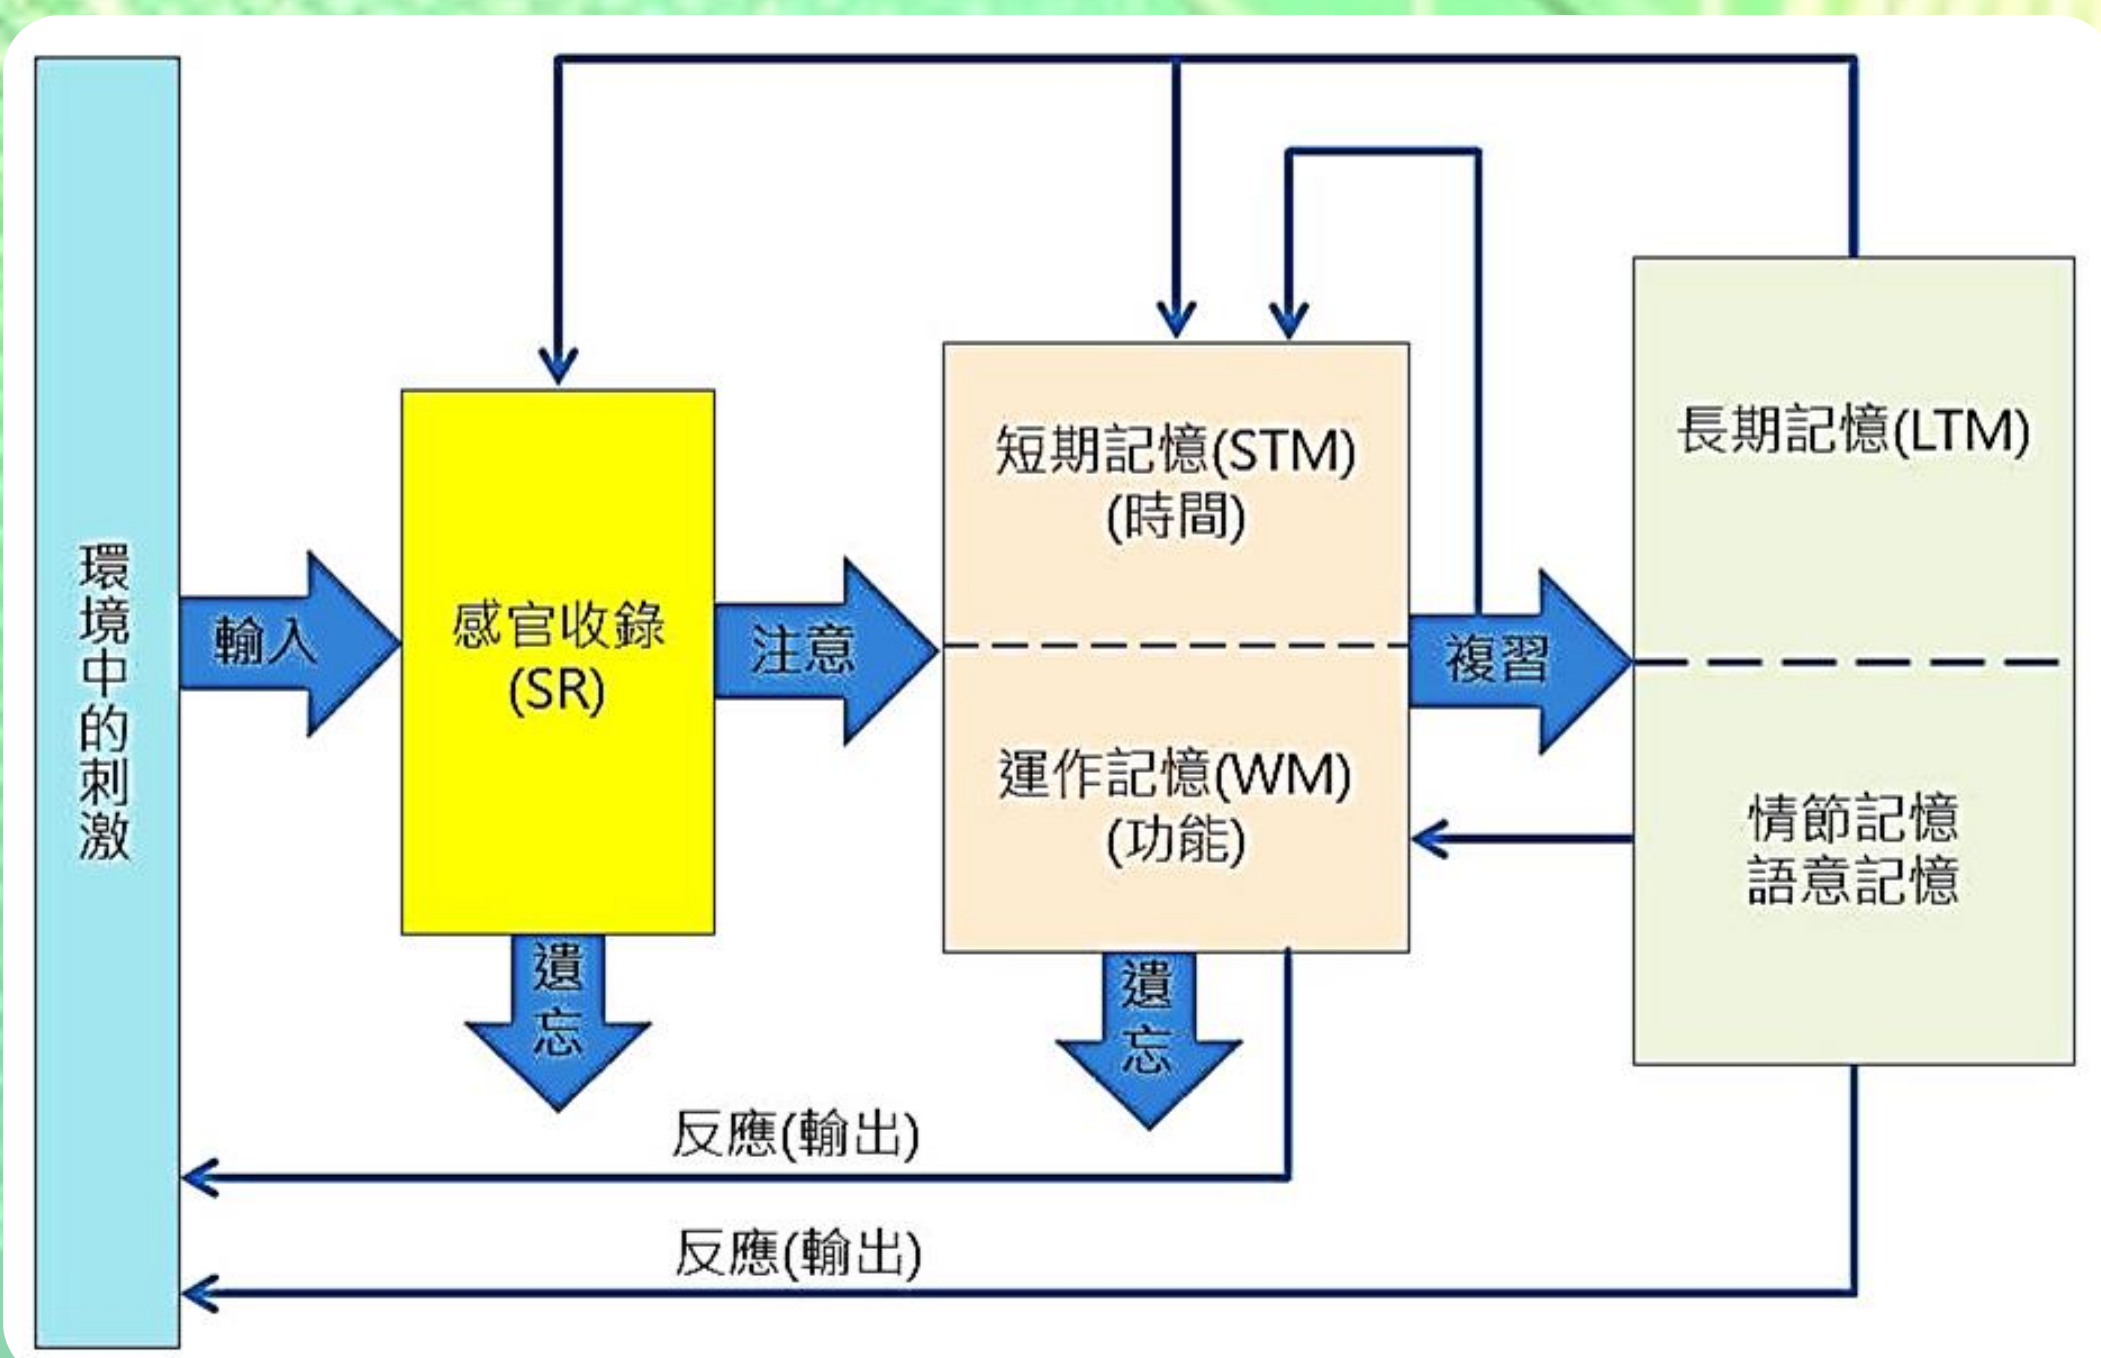 環境中的刺激
輸入
感官收錄
(SR)
遺忘
注意
短期記憶(STM)
(時間)
運作記憶(WM)
(功能)
遺忘
複習
長期記憶(LTM)
情節記憶
語意記憶
反應(輸出)
反應(輸出)